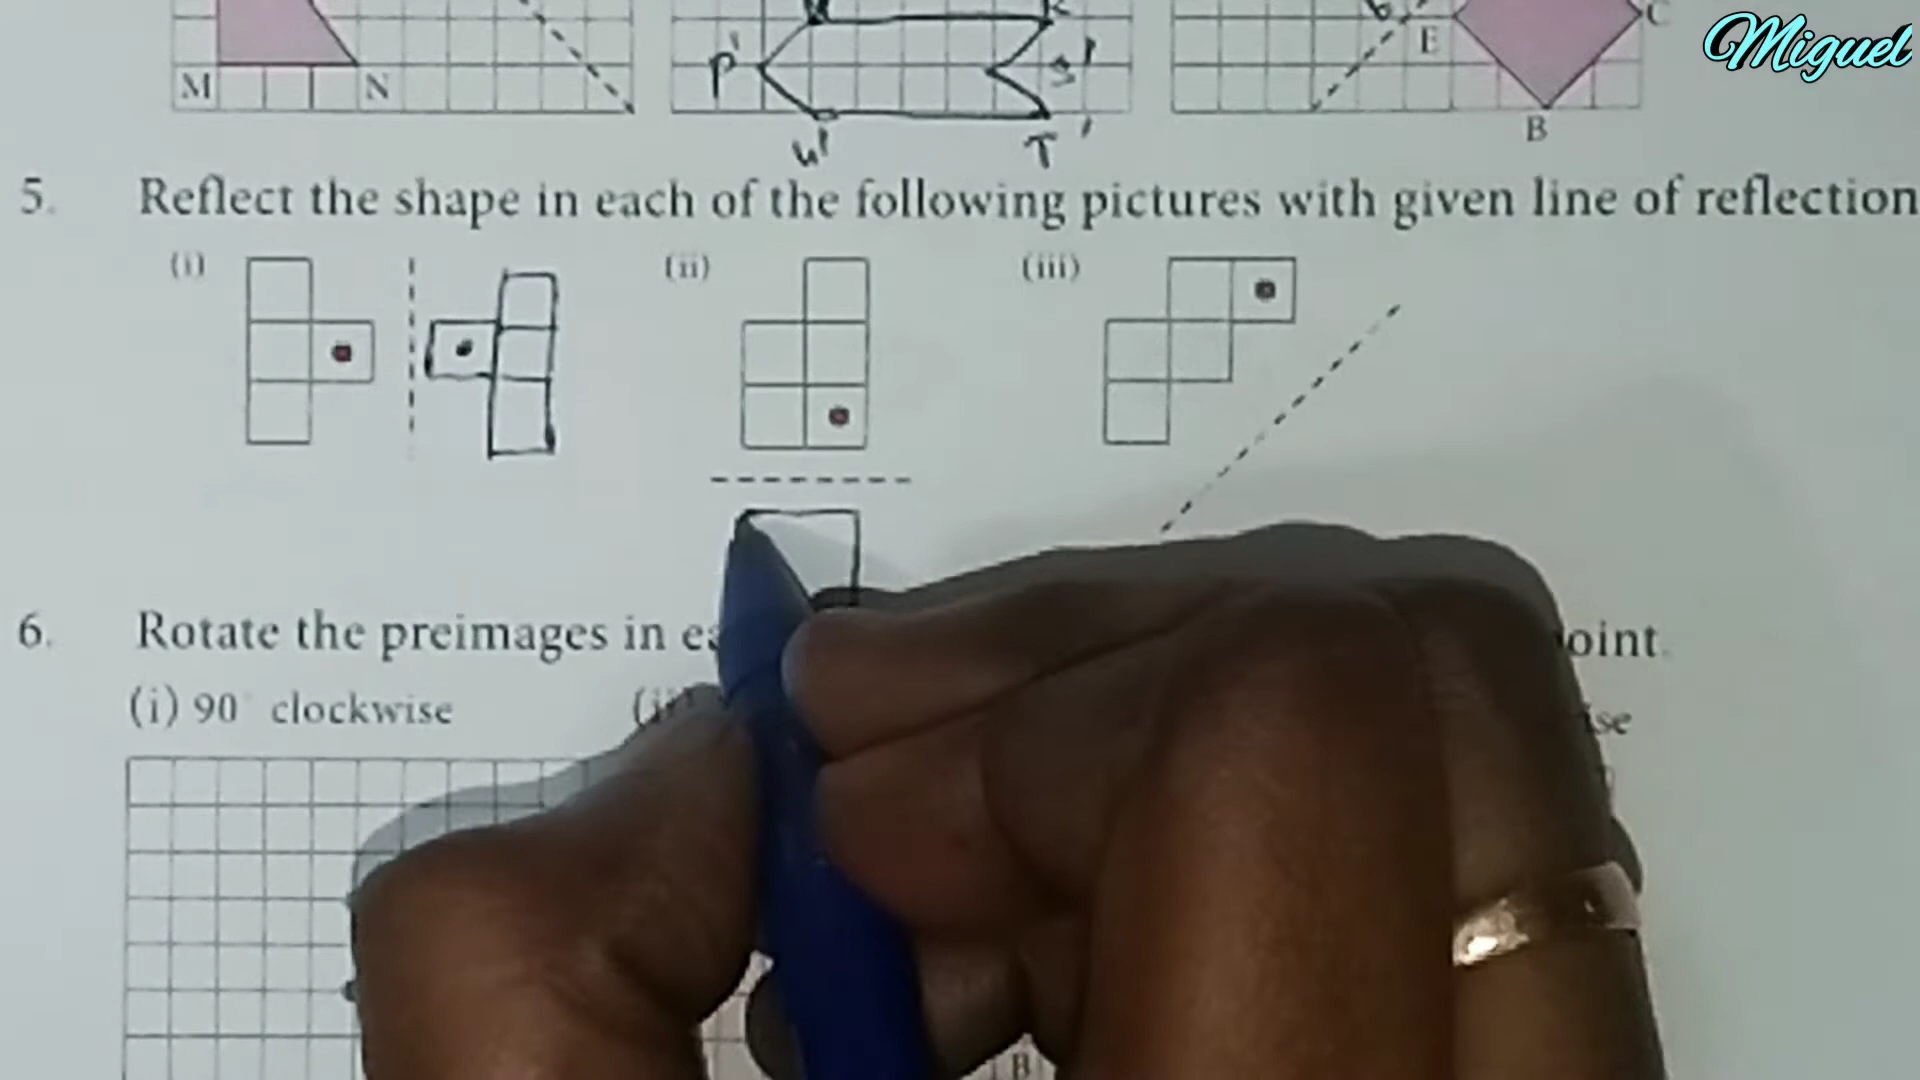 Miguel
E
C
P'
S'
M
N
B
u'
T'
5. Reflect the shape in each of the following pictures with given line of reflection
(i)
(ii)
(iii)
6. Rotate the preimages in
oint.
(i) 90° clockwise
(ii)
ise
B